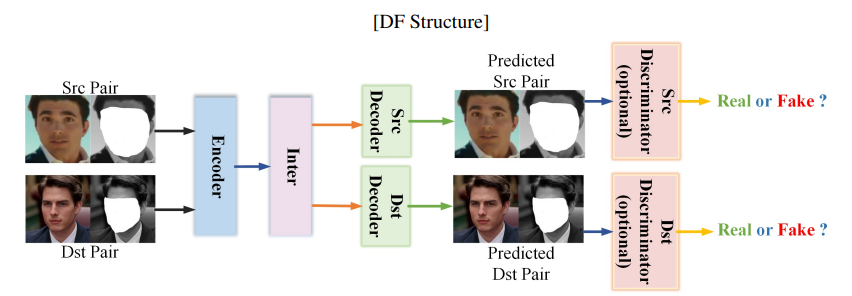 [DF Structure]
Src Pair
Dst Pair
Encoder
Inter
Src
Decoder
Dst
Decoder
Predicted
Src Pair
Predicted
Dst Pair
Src
Discriminator
(optional)
Dst
Discriminator
(optional)
Real or Fake ?
Real or Fake ?